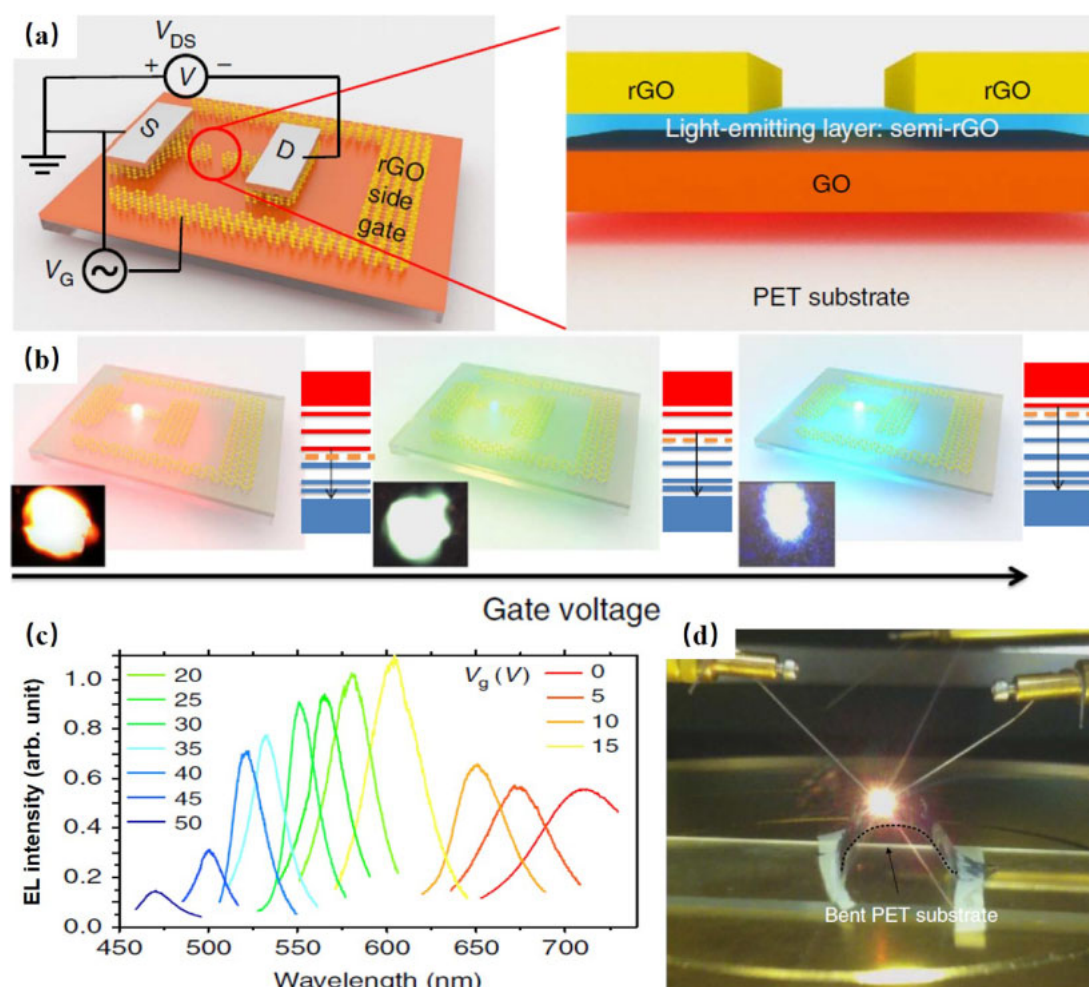 (a)
V_DS
+ V −
S
D
rGO
side
gate
V_G
rGO
rGO
Light-emitting layer: semi-rGO
GO
PET substrate
(b)
Gate voltage
(c)
EL intensity (arb. unit)
1.0
0.8
0.6
0.4
0.2
0.0
20
25
30
35
40
45
50
V_g (V)
0
5
10
15
450 500 550 600 650 700
Wavelength (nm)
(d)
Bent PET substrate